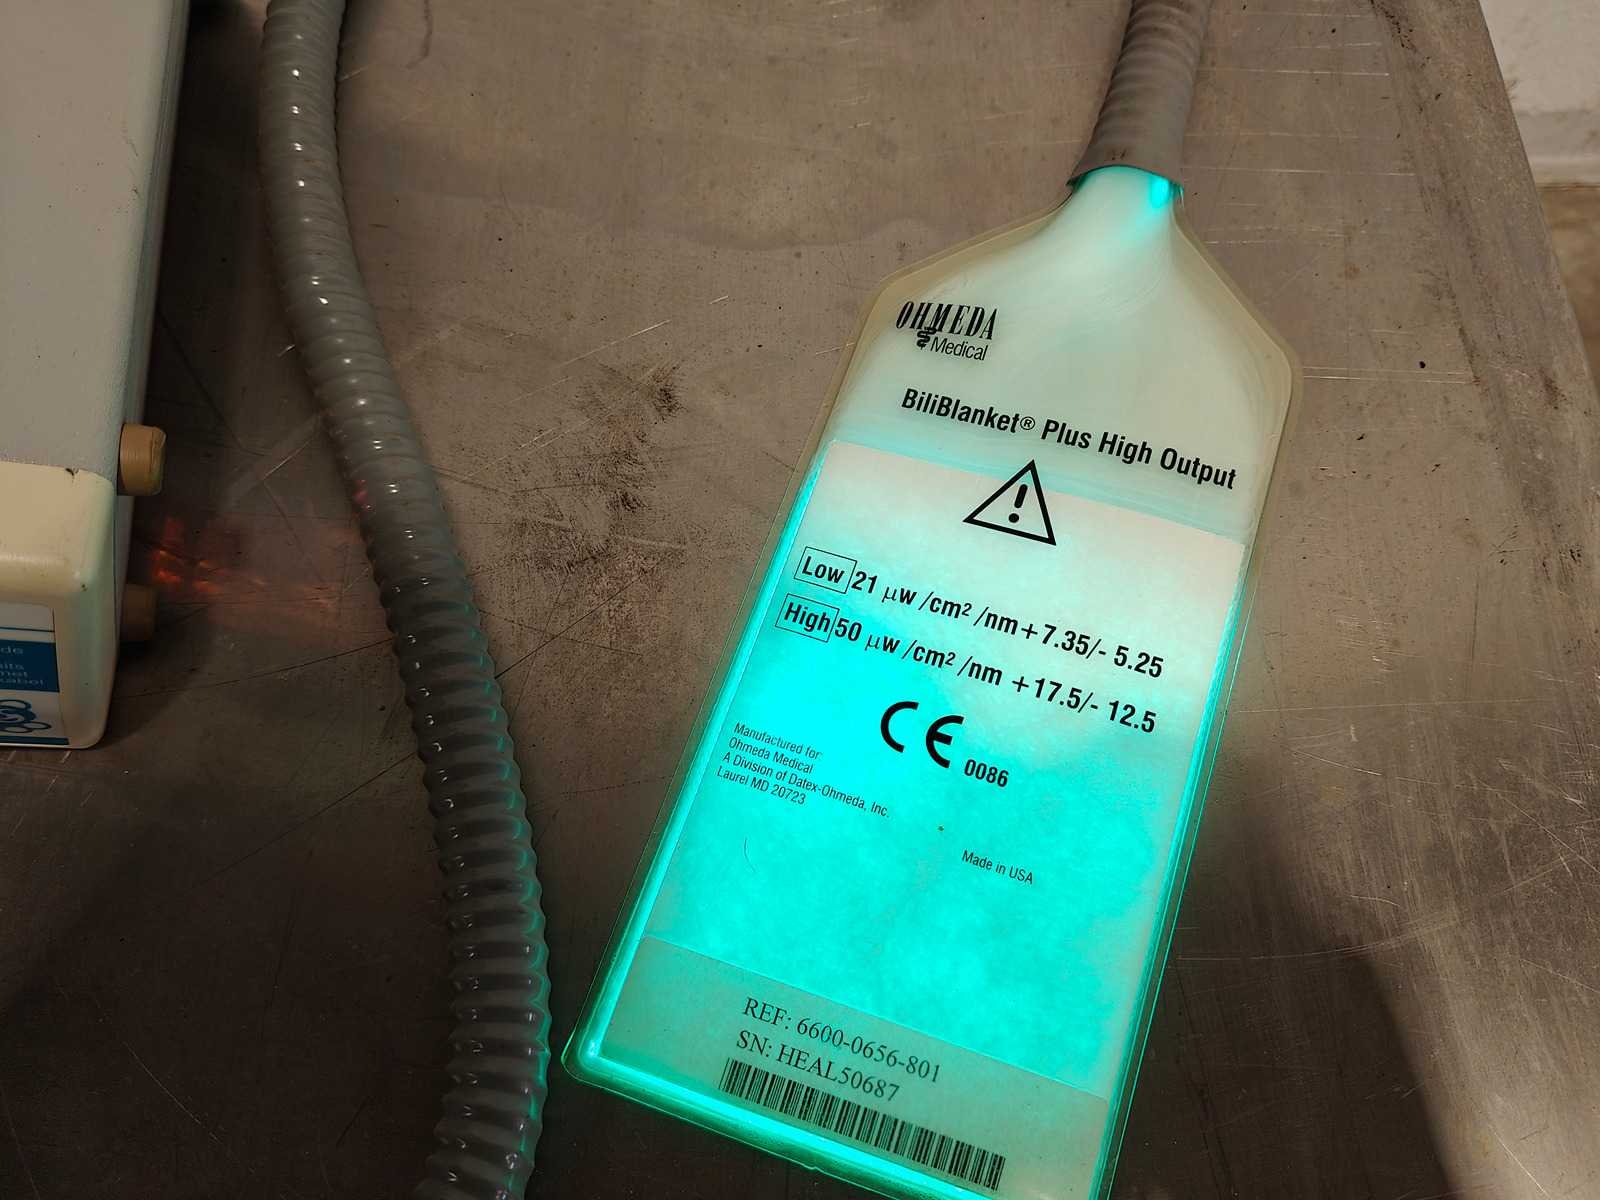 OHMEDA
Medical
BiliBlanket® Plus High Output
Low 21 µw /cm² /nm+7.35/- 5.25
High 50 µw /cm² /nm +17.5/- 12.5
CE 0086
Manufactured for:
Ohmeda Medical
A Division of Datex-Ohmeda, Inc.
Laurel MD 20723
Made in USA
REF: 6600-0656-801
SN: HEAL50687